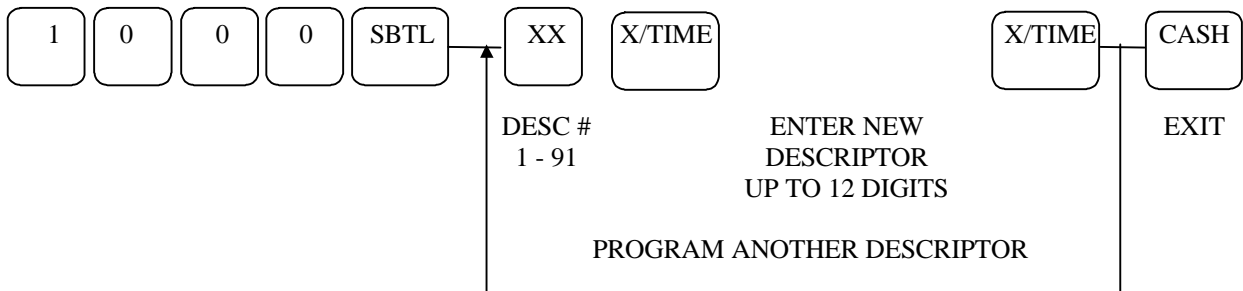 1 0 0 0 SBTL XX X/TIME X/TIME CASH
DESC # ENTER NEW EXIT
1 - 91 DESCRIPTOR
UP TO 12 DIGITS
PROGRAM ANOTHER DESCRIPTOR